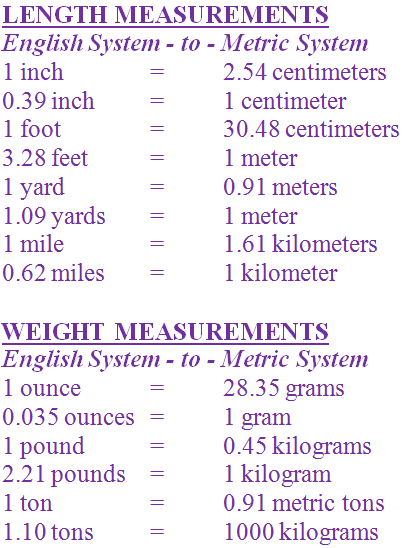 LENGTH MEASUREMENTS
English System - to - Metric System
1 inch = 2.54 centimeters
0.39 inch = 1 centimeter
1 foot = 30.48 centimeters
3.28 feet = 1 meter
1 yard = 0.91 meters
1.09 yards = 1 meter
1 mile = 1.61 kilometers
0.62 miles = 1 kilometer
WEIGHT MEASUREMENTS
English System - to - Metric System
1 ounce = 28.35 grams
0.035 ounces = 1 gram
1 pound = 0.45 kilograms
2.21 pounds = 1 kilogram
1 ton = 0.91 metric tons
1.10 tons = 1000 kilograms